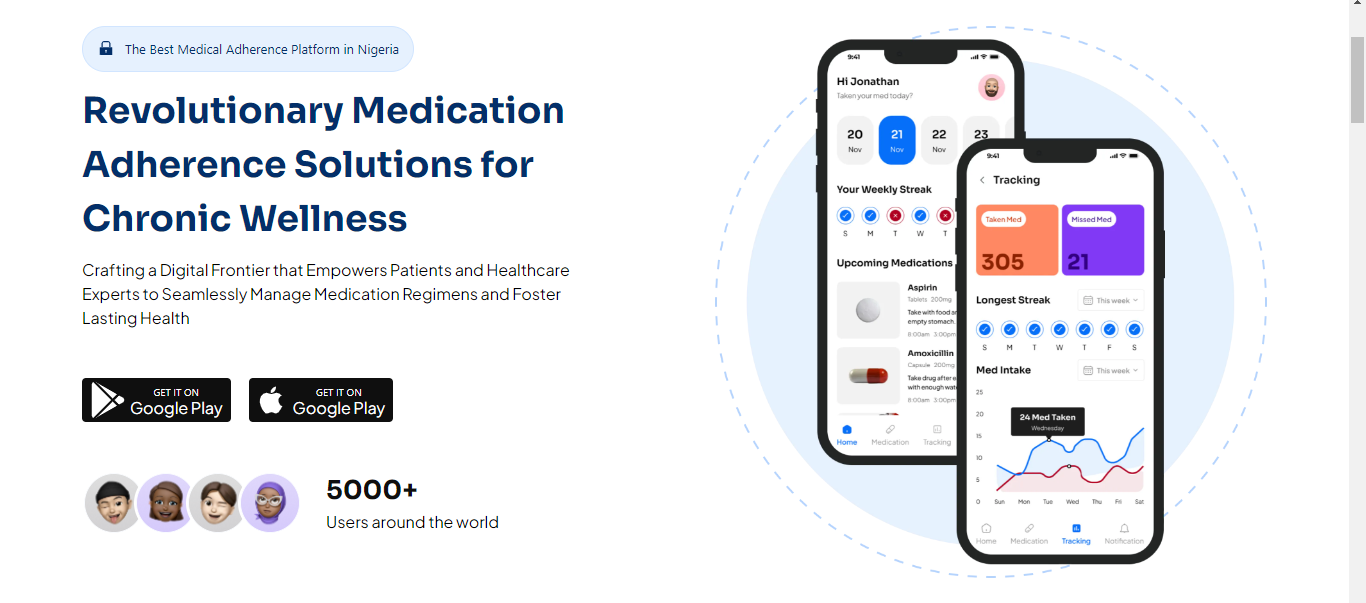 The Best Medical Adherence Platform in Nigeria
Revolutionary Medication
Adherence Solutions for
Chronic Wellness
Crafting a Digital Frontier that Empowers Patients and Healthcare
Experts to Seamlessly Manage Medication Regimens and Foster
Lasting Health
GET IT ON
Google Play
GET IT ON
Google Play
5000+
Users around the world
9:41
Hi Jonathan
Taken your med today?
20
Nov
21
Nov
22
Nov
23
Nov
Your Weekly Streak
S M T W T
Upcoming Medications
Aspirin
Tablets 200mg
Take with food
empty stomach.
8:00am 3:00pm
Amoxicillin
Capsule 200mg
Take drug after
with enough
8:00am 3:00pm
Home Medication Tracking
9:41
Tracking
Taken Med
305
Missed Med
21
Longest Streak
This week
S M T W T F S
Med Intake
This week
25
20
15
10
5
0
24 Med Taken
Wednesday
Sun Mon Tue Wed Thu Fri Sat
Home Medication Tracking Notification